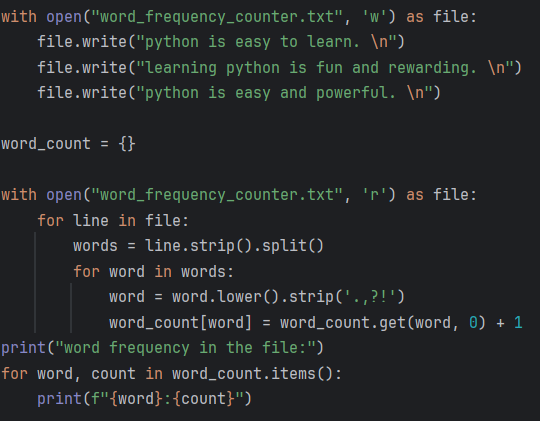 with open("word_frequency_counter.txt", 'w') as file:
    file.write("python is easy to learn. \n")
    file.write("learning python is fun and rewarding. \n")
    file.write("python is easy and powerful. \n")

word_count = {}

with open("word_frequency_counter.txt", 'r') as file:
    for line in file:
        words = line.strip().split()
        for word in words:
            word = word.lower().strip('.,?!')
            word_count[word] = word_count.get(word, 0) + 1
print("word frequency in the file:")
for word, count in word_count.items():
    print(f"{word}:{count}")